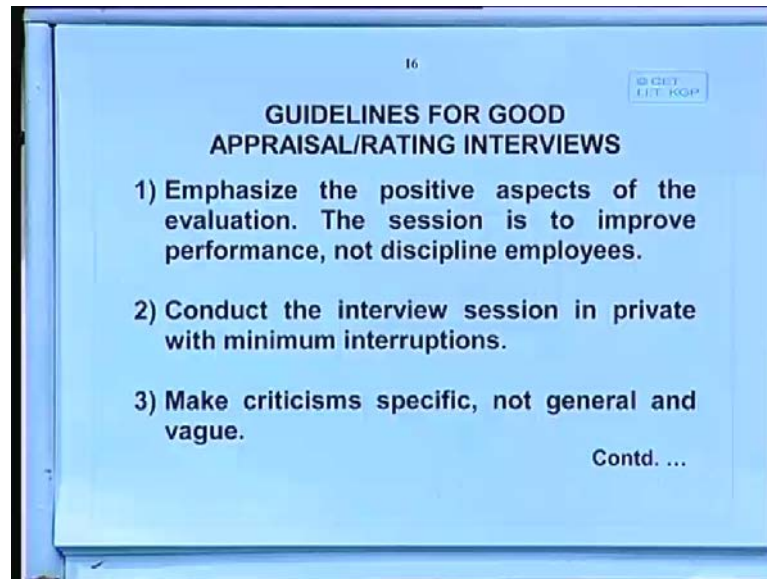 16
© CET
I.I.T. KGP
GUIDELINES FOR GOOD
APPRAISAL/RATING INTERVIEWS
1) Emphasize the positive aspects of the
evaluation. The session is to improve
performance, not discipline employees.
2) Conduct the interview session in private
with minimum interruptions.
3) Make criticisms specific, not general and
vague.
Contd. ...